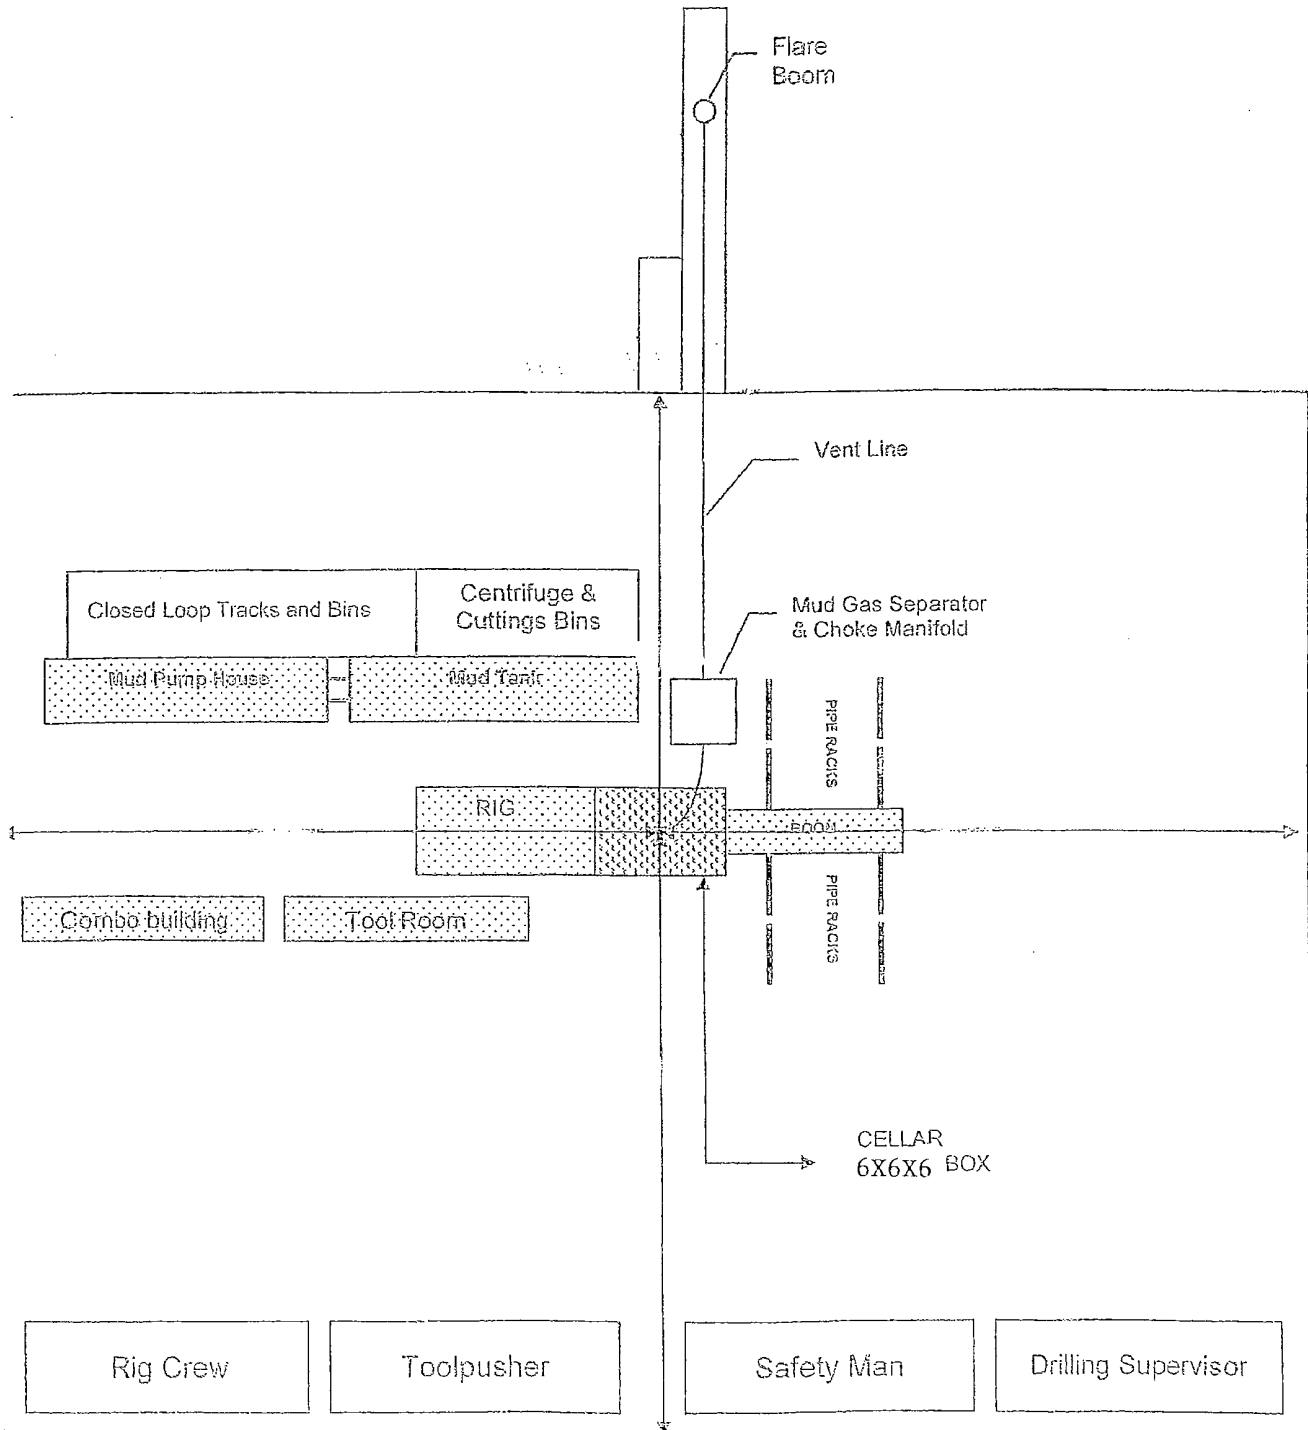 Flare
Boom
Vent Line
Closed Loop Tracks and Bins
Centrifuge &
Cuttings Bins
Mud Gas Separator
& Choke Manifold
Mud Pump House
Mud Tank
PIPE RACKS
RIG
BOOM
Combo building
Tool Room
PIPE RACKS
CELLAR
6X6X6 BOX
Rig Crew
Toolpusher
Safety Man
Drilling Supervisor